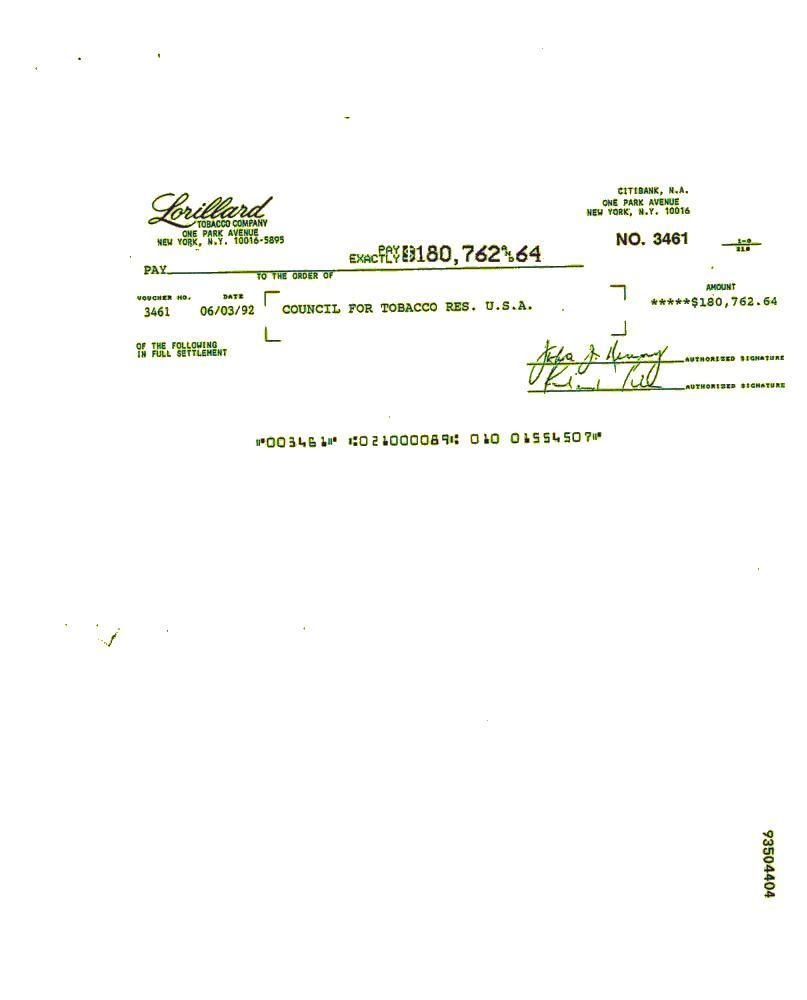 Lorillard
TOBACCO COMPANY
ONE PARK AVENUE
NEW YORK, N.Y. 10016-5895
CITIBANK, N.A.
ONE PARK AVENUE
NEW YORK, N.Y. 10016
NO. 3461
1-8
210
PAY
PAY EXACTLY $180,762 64
TO THE ORDER OF
VOUCHER NO. DATE AMOUNT
3461 06/03/92 COUNCIL FOR TOBACCO RES. U.S.A. *****$180,762.64
OF THE FOLLOWING
IN FULL SETTLEMENT
AUTHORIZED SIGNATURE
AUTHORIZED SIGNATURE
⑈003461⑈ ⑆021000089⑆ 010 01554507⑈
93504404